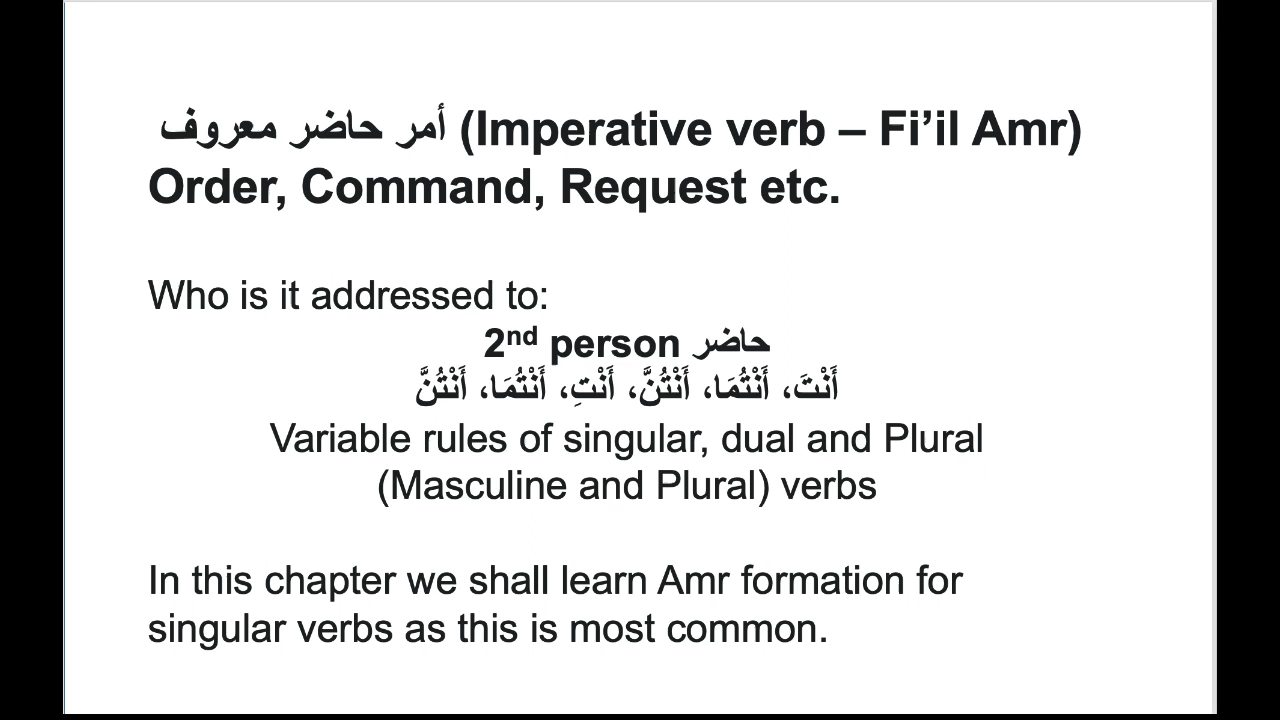 أمر حاضر معروف (Imperative verb – Fi’il Amr)
Order, Command, Request etc.
Who is it addressed to:
2nd person حاضر
أَنْتَ، أَنْتُمَا، أَنْتُنَّ، أَنْتِ، أَنْتُمَا، أَنْتُنَّ
Variable rules of singular, dual and Plural
(Masculine and Plural) verbs
In this chapter we shall learn Amr formation for
singular verbs as this is most common.